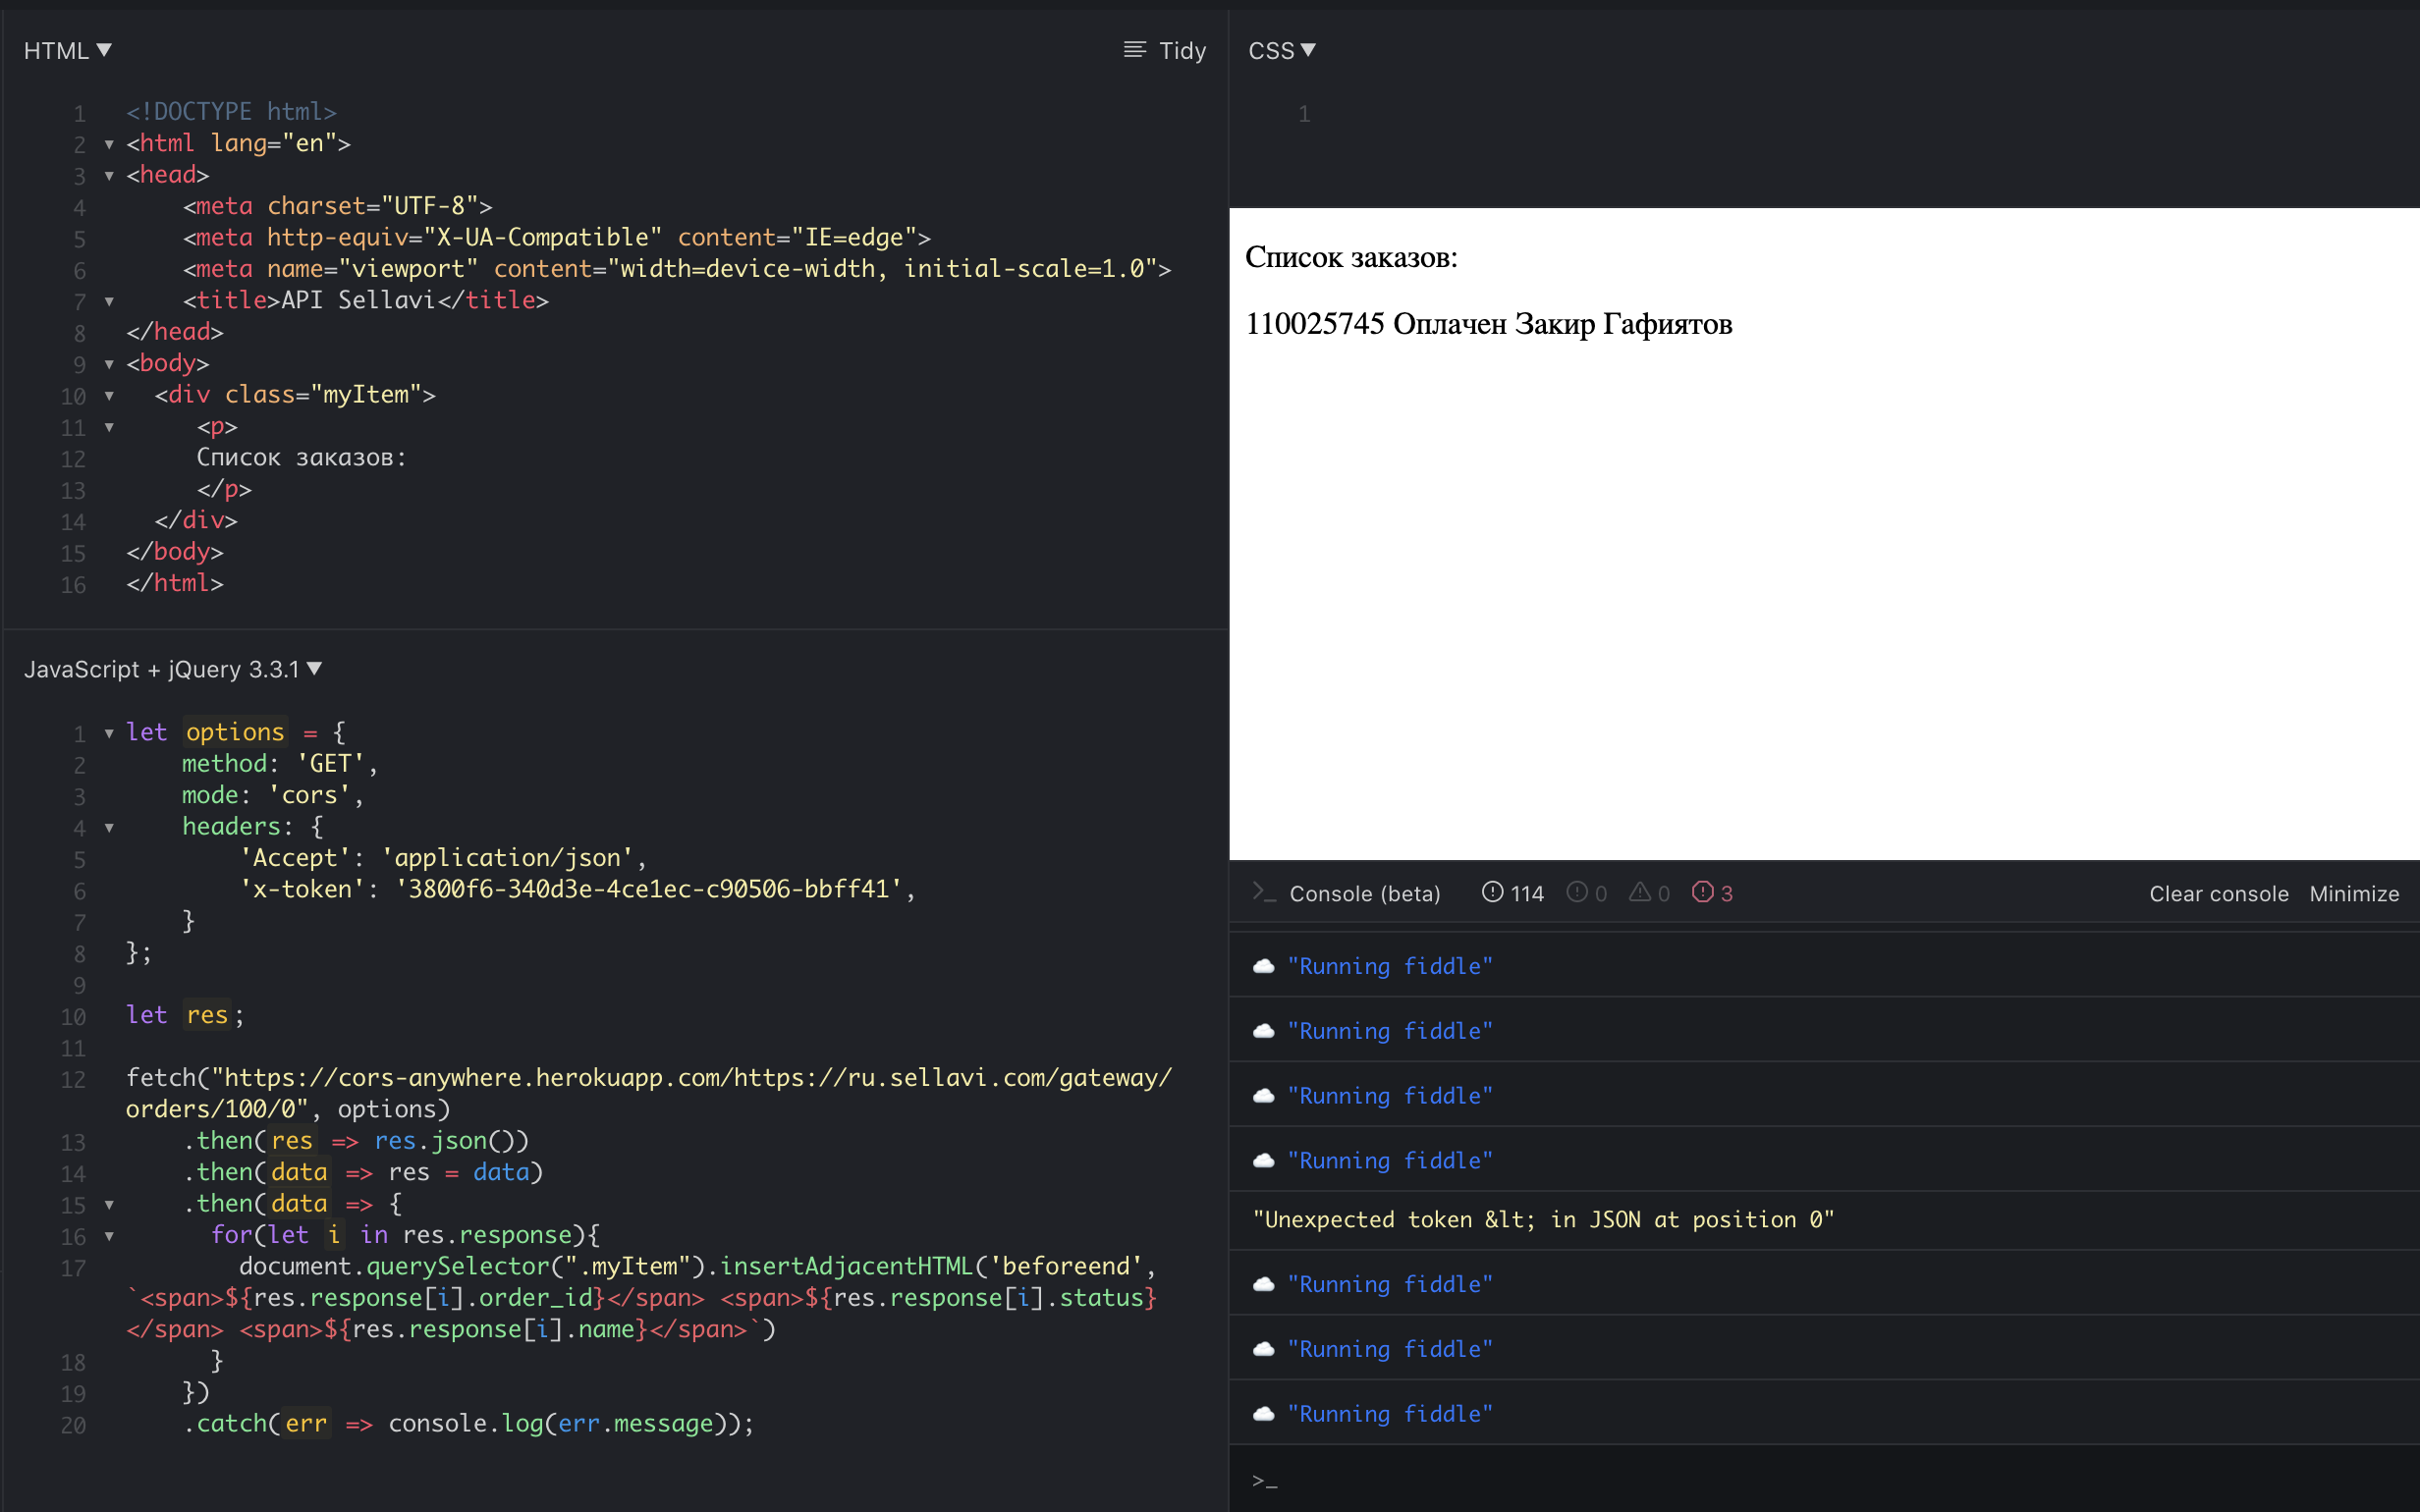 HTML ▼
Tidy
1 <!DOCTYPE html>
2 ▼ <html lang="en">
3 ▼ <head>
4 <meta charset="UTF-8">
5 <meta http-equiv="X-UA-Compatible" content="IE=edge">
6 <meta name="viewport" content="width=device-width, initial-scale=1.0">
7 ▼ <title>API Sellavi</title>
8 </head>
9 ▼ <body>
10 ▼ <div class="myItem">
11 ▼ <p>
12 Список заказов:
13 </p>
14 </div>
15 </body>
16 </html>
JavaScript + jQuery 3.3.1 ▼
1 ▼ let options = {
2 method: 'GET',
3 mode: 'cors',
4 ▼ headers: {
5 'Accept': 'application/json',
6 'x-token': '3800f6-340d3e-4ce1ec-c90506-bbff41',
7 }
8 };
9
10 let res;
11
12 fetch("https://cors-anywhere.herokuapp.com/https://ru.sellavi.com/gateway/
orders/100/0", options)
13 .then(res => res.json())
14 .then(data => res = data)
15 ▼ .then(data => {
16 ▼ for(let i in res.response){
17 document.querySelector(".myItem").insertAdjacentHTML('beforeend',
`<span>${res.response[i].order_id}</span> <span>${res.response[i].status}
</span> <span>${res.response[i].name}</span>`)
18 }
19 })
20 .catch(err => console.log(err.message));
CSS ▼
1
Список заказов:
110025745 Оплачен Закир Гафиятов
>_ Console (beta) 114 0 0 3 Clear console Minimize
"Running fiddle"
"Running fiddle"
"Running fiddle"
"Running fiddle"
"Unexpected token &lt; in JSON at position 0"
"Running fiddle"
"Running fiddle"
"Running fiddle"
>_